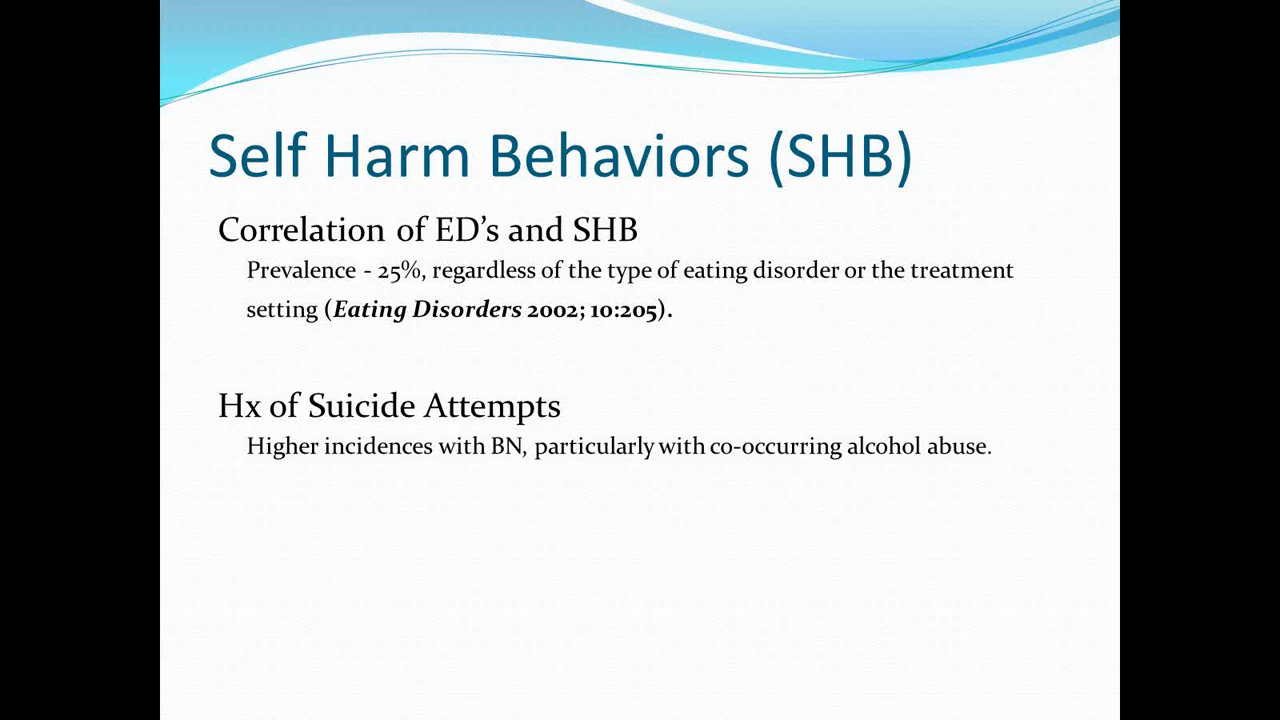 Self Harm Behaviors (SHB)
Correlation of ED’s and SHB
Prevalence - 25%, regardless of the type of eating disorder or the treatment
setting (Eating Disorders 2002; 10:205).
Hx of Suicide Attempts
Higher incidences with BN, particularly with co-occurring alcohol abuse.